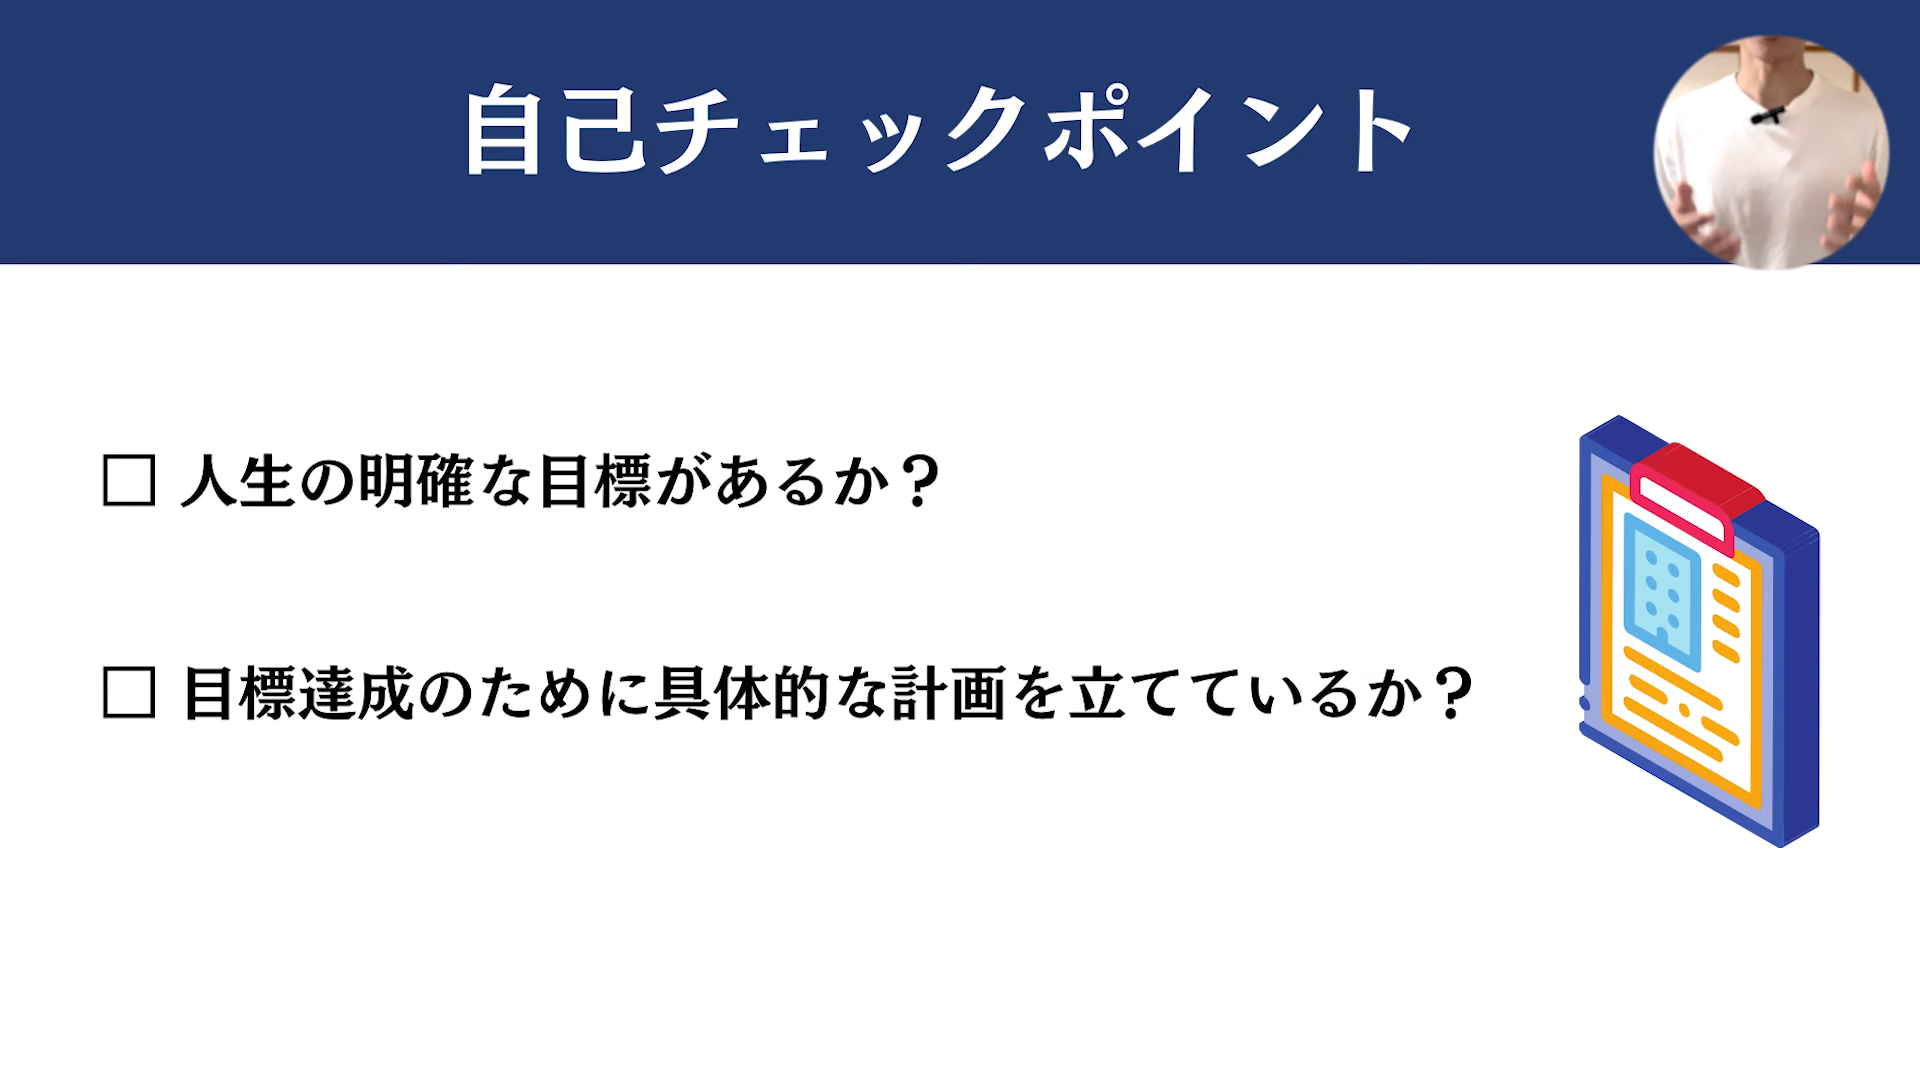 自己チェックポイント
□ 人生の明確な目標があるか？
□ 目標達成のために具体的な計画を立てているか？